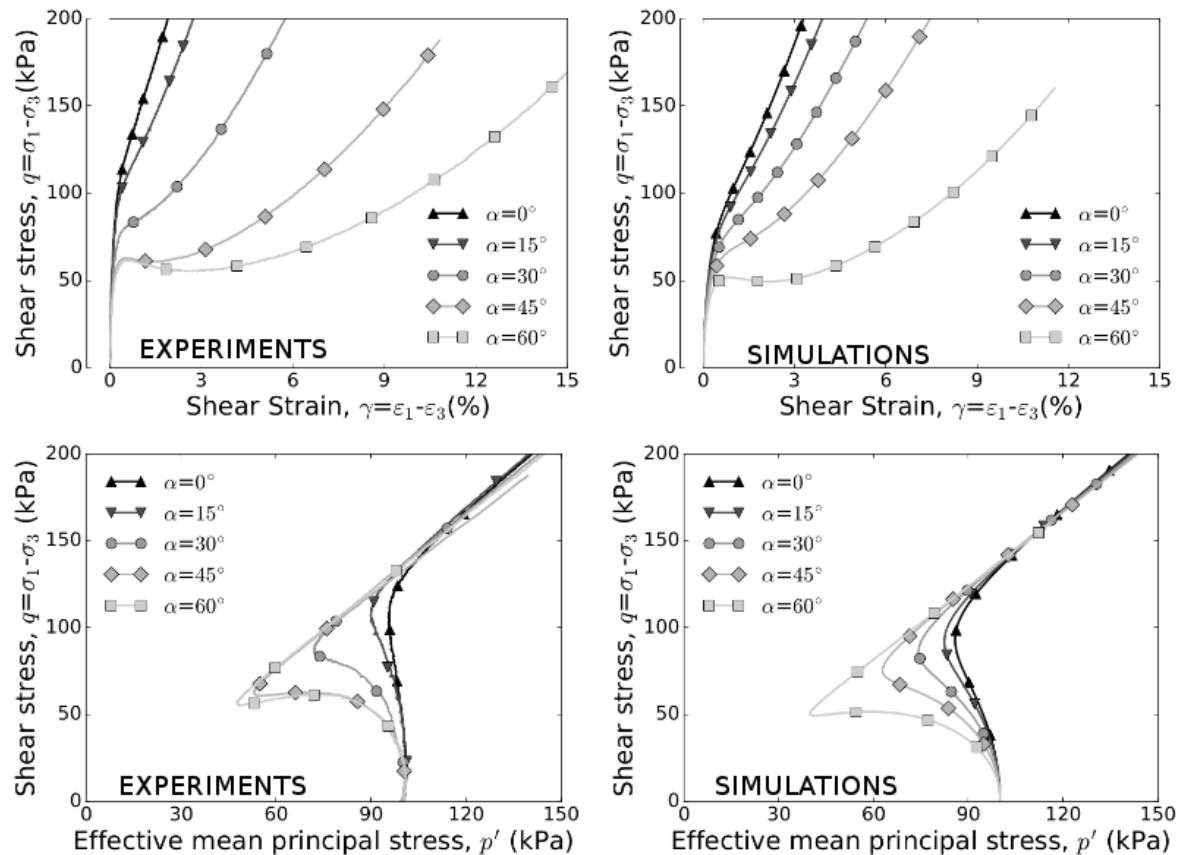 200
150
100
50
0
Shear stress, q=σ₁-σ₃(kPa)
α=0°
α=15°
α=30°
α=45°
α=60°
EXPERIMENTS
0 3 6 9 12 15
Shear Strain, γ=ε₁-ε₃(%)
200
150
100
50
0
Shear stress, q=σ₁-σ₃(kPa)
α=0°
α=15°
α=30°
α=45°
α=60°
SIMULATIONS
0 3 6 9 12 15
Shear Strain, γ=ε₁-ε₃(%)
200
150
100
50
0
Shear stress, q=σ₁-σ₃(kPa)
α=0°
α=15°
α=30°
α=45°
α=60°
EXPERIMENTS
0 30 60 90 120 150
Effective mean principal stress, p′ (kPa)
200
150
100
50
0
Shear stress, q=σ₁-σ₃(kPa)
α=0°
α=15°
α=30°
α=45°
α=60°
SIMULATIONS
0 30 60 90 120 150
Effective mean principal stress, p′ (kPa)